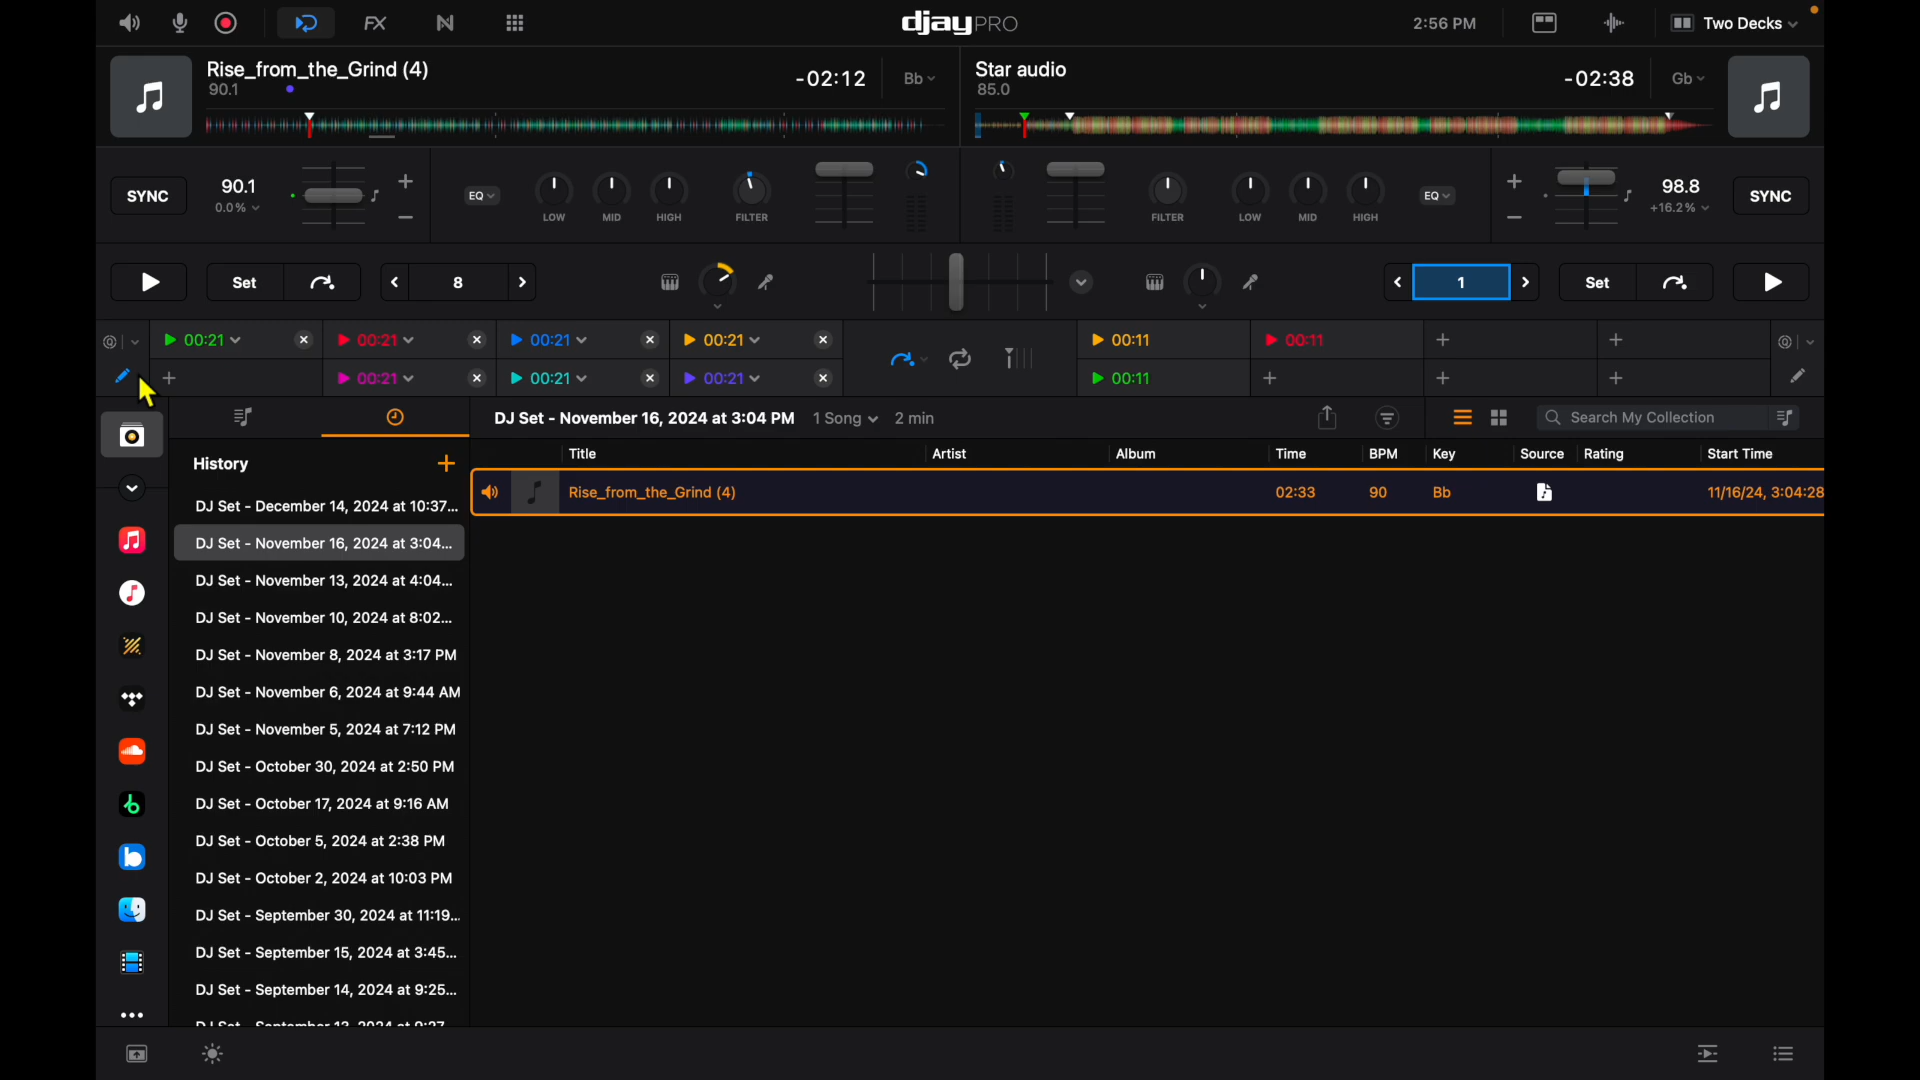 djayPRO
2:56 PM
Two Decks
Rise_from_the_Grind (4)
90.1
-02:12
Bb
Star audio
85.0
-02:38
Gb
SYNC
90.1
0.0%
EQ
LOW
MID
HIGH
FILTER
FILTER
LOW
MID
HIGH
EQ
98.8
+16.2%
SYNC
Set
8
1
Set
00:21
00:21
00:21
00:21
00:11
00:11
00:21
00:21
00:21
00:11
DJ Set - November 16, 2024 at 3:04 PM
1 Song
2 min
Search My Collection
History
Title
Artist
Album
Time
BPM
Key
Source
Rating
Start Time
Rise_from_the_Grind (4)
02:33
90
Bb
11/16/24, 3:04:28
DJ Set - December 14, 2024 at 10:37...
DJ Set - November 16, 2024 at 3:04...
DJ Set - November 13, 2024 at 4:04...
DJ Set - November 10, 2024 at 8:02...
DJ Set - November 8, 2024 at 3:17 PM
DJ Set - November 6, 2024 at 9:44 AM
DJ Set - November 5, 2024 at 7:12 PM
DJ Set - October 30, 2024 at 2:50 PM
DJ Set - October 17, 2024 at 9:16 AM
DJ Set - October 5, 2024 at 2:38 PM
DJ Set - October 2, 2024 at 10:03 PM
DJ Set - September 30, 2024 at 11:19...
DJ Set - September 15, 2024 at 3:45...
DJ Set - September 14, 2024 at 9:25...